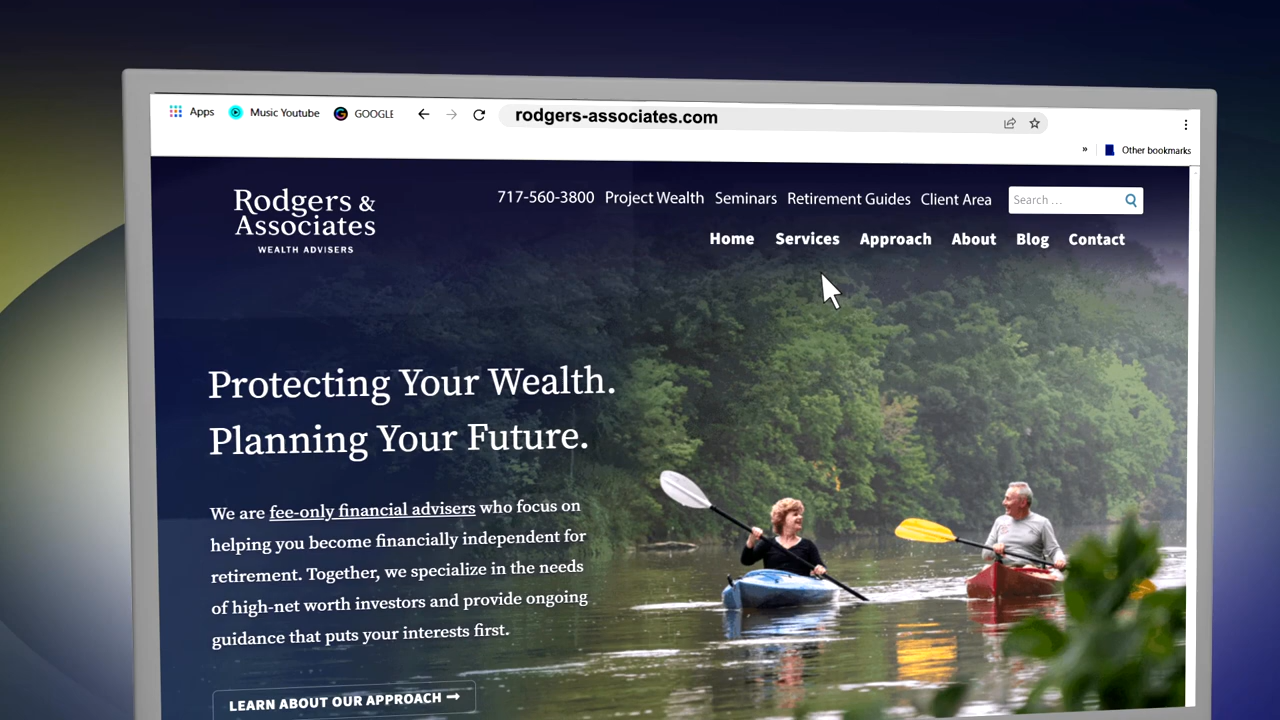 Apps Music Youtube GOOGLE rodgers-associates.com
» Other bookmarks
Rodgers &
Associates
WEALTH ADVISERS
717-560-3800 Project Wealth Seminars Retirement Guides Client Area Search ...
Home Services Approach About Blog Contact
Protecting Your Wealth.
Planning Your Future.
We are fee-only financial advisers who focus on
helping you become financially independent for
retirement. Together, we specialize in the needs
of high-net worth investors and provide ongoing
guidance that puts your interests first.
LEARN ABOUT OUR APPROACH →